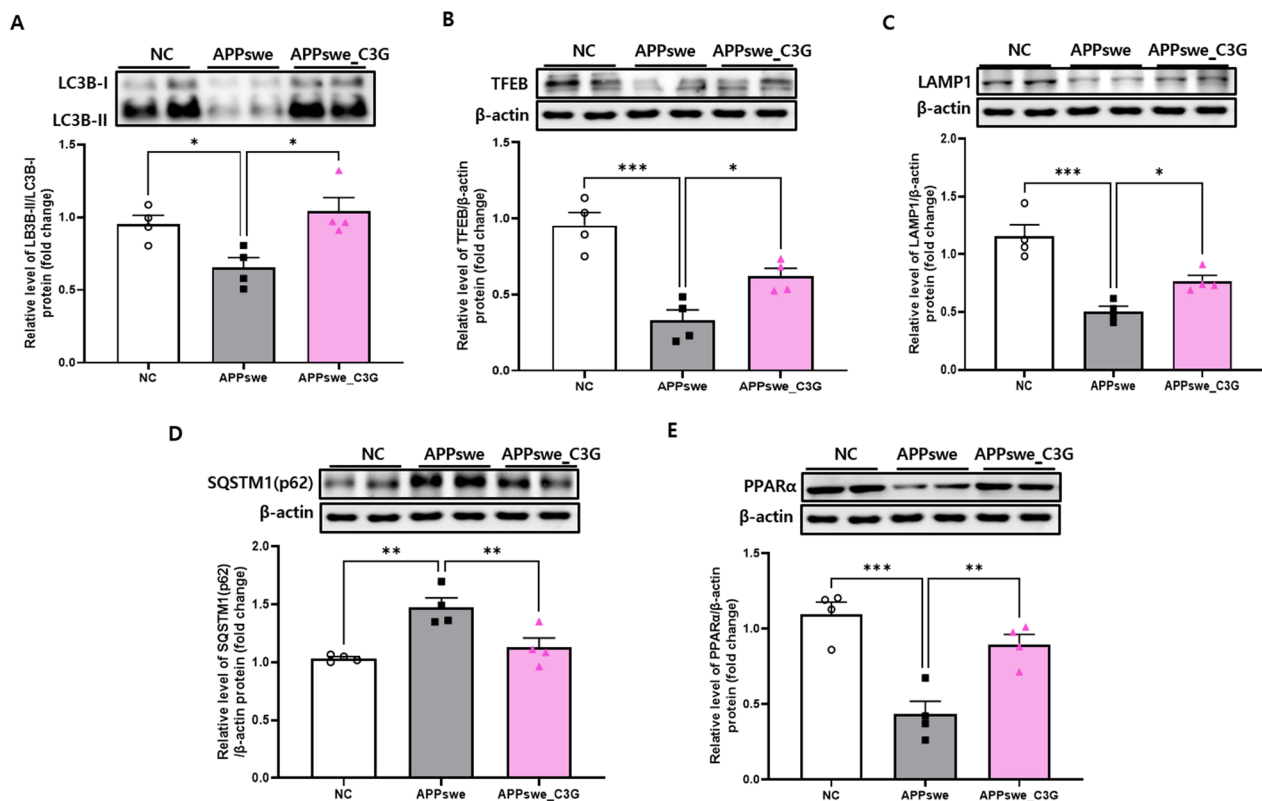 A
NC APPswe APPswe_C3G
LC3B-I
LC3B-II
Relative level of LB3B-II/LC3B-I
protein (fold change)
1.5
1.0
0.5
0.0
* *
NC APPswe APPswe_C3G
B
NC APPswe APPswe_C3G
TFEB
β-actin
Relative level of TFEB/β-actin
protein (fold change)
1.5
1.0
0.5
0.0
*** *
NC APPswe APPswe_C3G
C
NC APPswe APPswe_C3G
LAMP1
β-actin
Relative level of LAMP1/β-actin
protein (fold change)
2.0
1.5
1.0
0.5
0.0
*** *
NC APPswe APPswe_C3G
D
NC APPswe APPswe_C3G
SQSTM1(p62)
β-actin
Relative level of SQSTM1(p62)
/β-actin protein (fold change)
2.0
1.5
1.0
0.5
0.0
** **
NC APPswe APPswe_C3G
E
NC APPswe APPswe_C3G
PPARα
β-actin
Relative level of PPARα/β-actin
protein (fold change)
1.5
1.0
0.5
0.0
*** **
NC APPswe APPswe_C3G